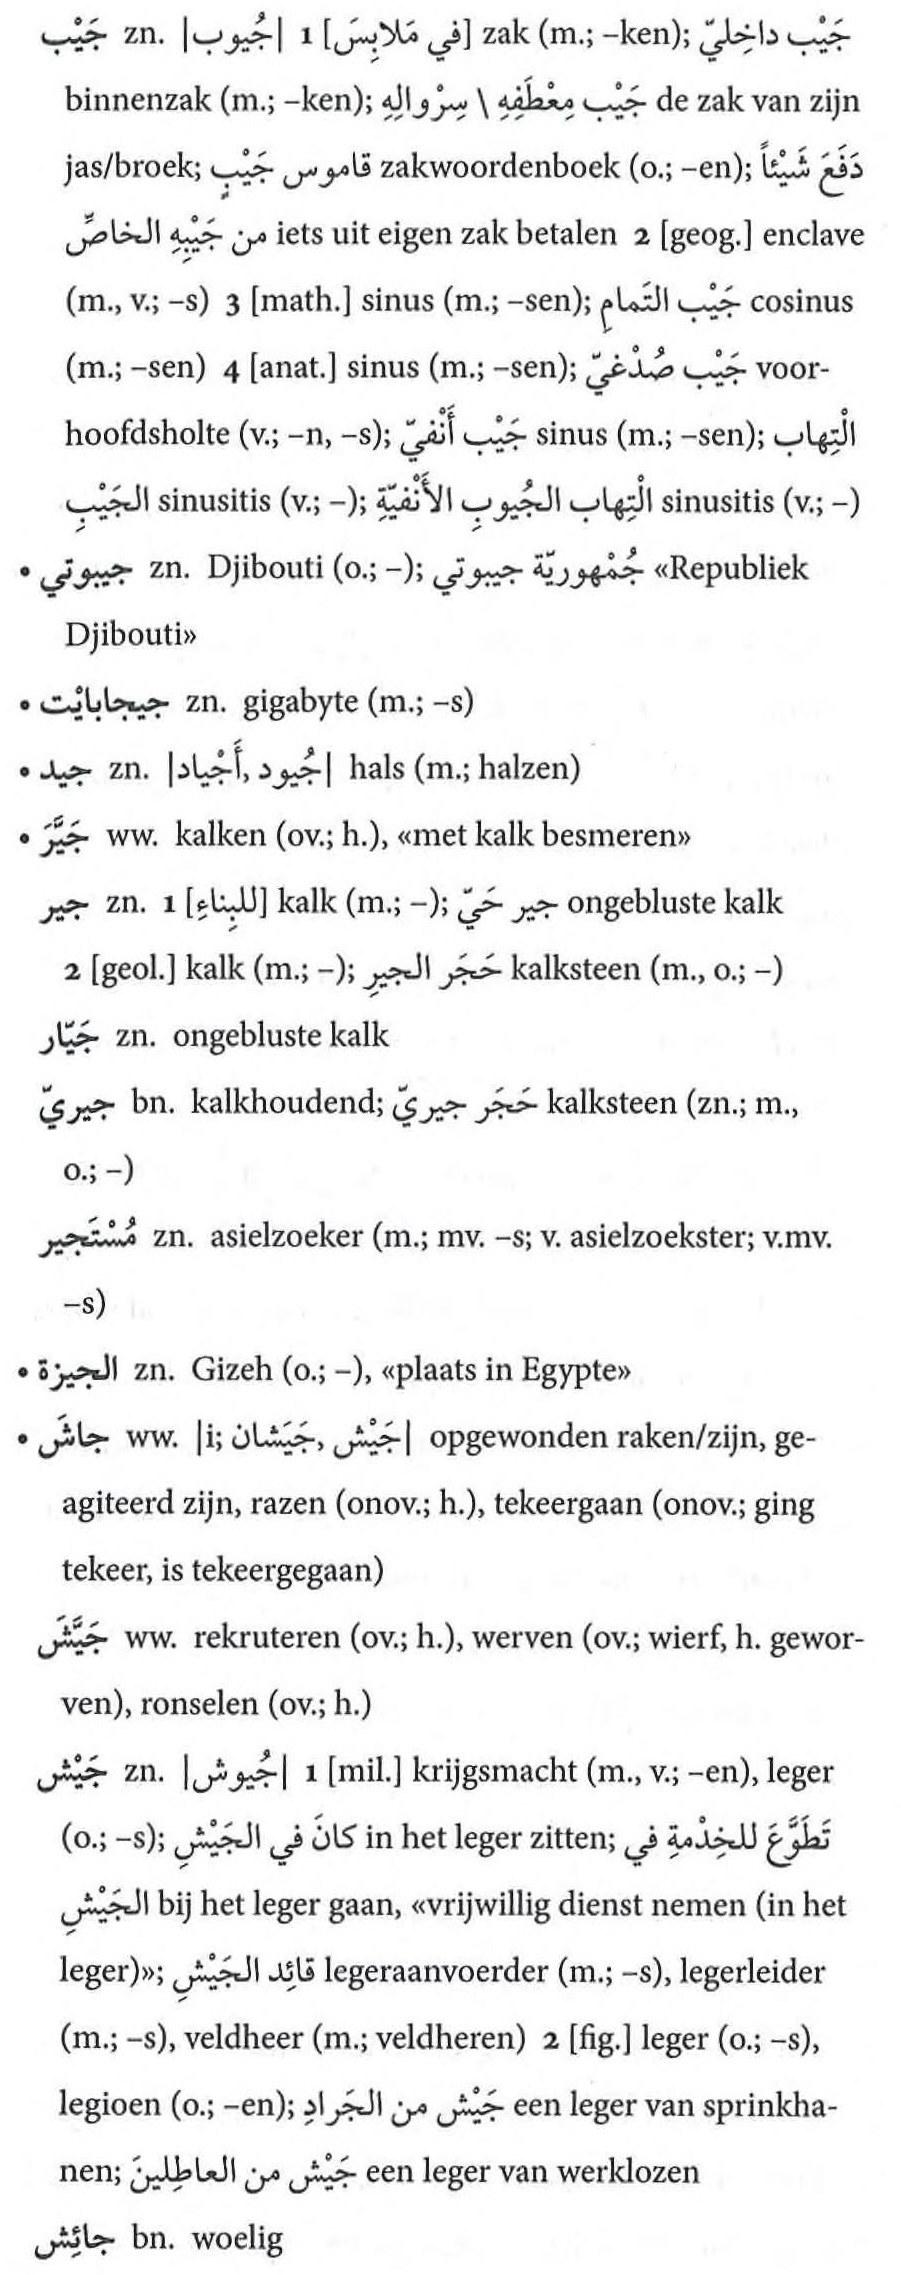 جَيْب zn. |جُيوب| 1 [في مَلابِسَ] zak (m.; –ken); جَيْب داخِليّ
binnenzak (m.; –ken); جَيْب مِعْطَفِهِ \ سِرْوالِهِ de zak van zijn
jas/broek; قاموس جَيْبٍ zakwoordenboek (o.; –en); دَفَعَ شَيْئاً
من جَيْبِهِ الخاصِّ iets uit eigen zak betalen 2 [geog.] enclave
(m., v.; –s) 3 [math.] sinus (m.; –sen); جَيْب التَمامِ cosinus
(m.; –sen) 4 [anat.] sinus (m.; –sen); جَيْب صُدْغيّ voor-
hoofdsholte (v.; –n, –s); جَيْب أَنْفيّ sinus (m.; –sen); الْتِهاب
الجَيْبِ sinusitis (v.; –); الْتِهاب الجُيوبِ الأَنْفيّةِ sinusitis (v.; –)
• جيبوتي zn. Djibouti (o.; –); جُمْهوريّة جيبوتي «Republiek
Djibouti»
• جيجابايْت zn. gigabyte (m.; –s)
• جيد zn. |جُيود, أَجْياد| hals (m.; halzen)
• جَيَّرَ ww. kalken (ov.; h.), «met kalk besmeren»
جير zn. 1 [للبِناءِ] kalk (m.; –); جير حَيّ ongebluste kalk
2 [geol.] kalk (m.; –); حَجَر الجيرِ kalksteen (m., o.; –)
جَيّار zn. ongebluste kalk
جيريّ bn. kalkhoudend; حَجَر جيريّ kalksteen (zn.; m.,
o.; –)
مُسْتَجير zn. asielzoeker (m.; mv. –s; v. asielzoekster; v.mv.
–s)
• الجيزة zn. Gizeh (o.; –), «plaats in Egypte»
• جاشَ ww. |i; جَيْش, جَيَشان| opgewonden raken/zijn, ge-
agiteerd zijn, razen (onov.; h.), tekeergaan (onov.; ging
tekeer, is tekeergegaan)
جَيَّشَ ww. rekruteren (ov.; h.), werven (ov.; wierf, h. gewor-
ven), ronselen (ov.; h.)
جَيْش zn. |جُيوش| 1 [mil.] krijgsmacht (m., v.; –en), leger
(o.; –s); كانَ في الجَيْشِ in het leger zitten; تَطَوَّعَ للخِدْمةِ في
الجَيْشِ bij het leger gaan, «vrijwillig dienst nemen (in het
leger)»; قائِد الجَيْشِ legeraanvoerder (m.; –s), legerleider
(m.; –s), veldheer (m.; veldheren) 2 [fig.] leger (o.; –s),
legioen (o.; –en); جَيْش من الجَرادِ een leger van sprinkha-
nen; جَيْش من العاطِلينَ een leger van werklozen
جائِش bn. woelig